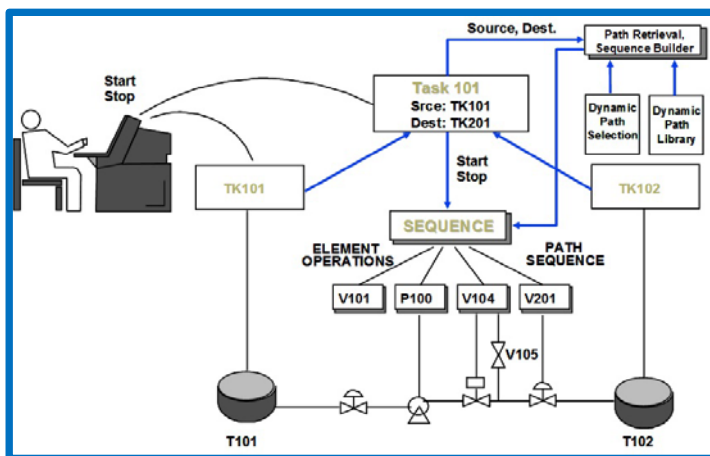 Source, Dest.
Path Retrieval,
Sequence Builder
Start
Stop
Task 101
Srce: TK101
Dest: TK201
Dynamic
Path
Selection
Dynamic
Path
Library
Start
Stop
TK101
TK102
SEQUENCE
ELEMENT
OPERATIONS
PATH
SEQUENCE
V101
P100
V104
V201
V105
T101
T102